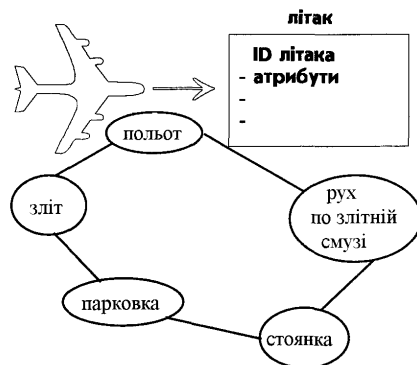 літак
ID літака
- атрибути
-
-
польот
зліт
рух
по злітній
смузі
парковка
стоянка